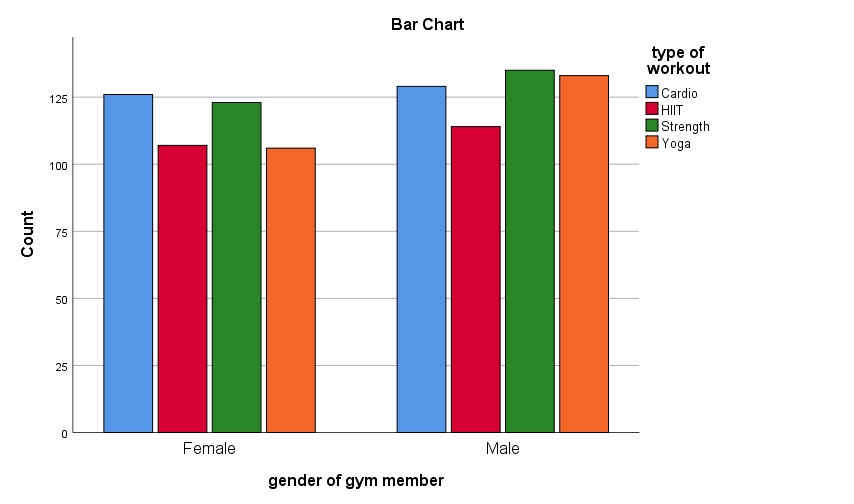 Bar Chart
type of
workout
Cardio
HIIT
Strength
Yoga
Count
125
100
75
50
25
0
Female
Male
gender of gym member